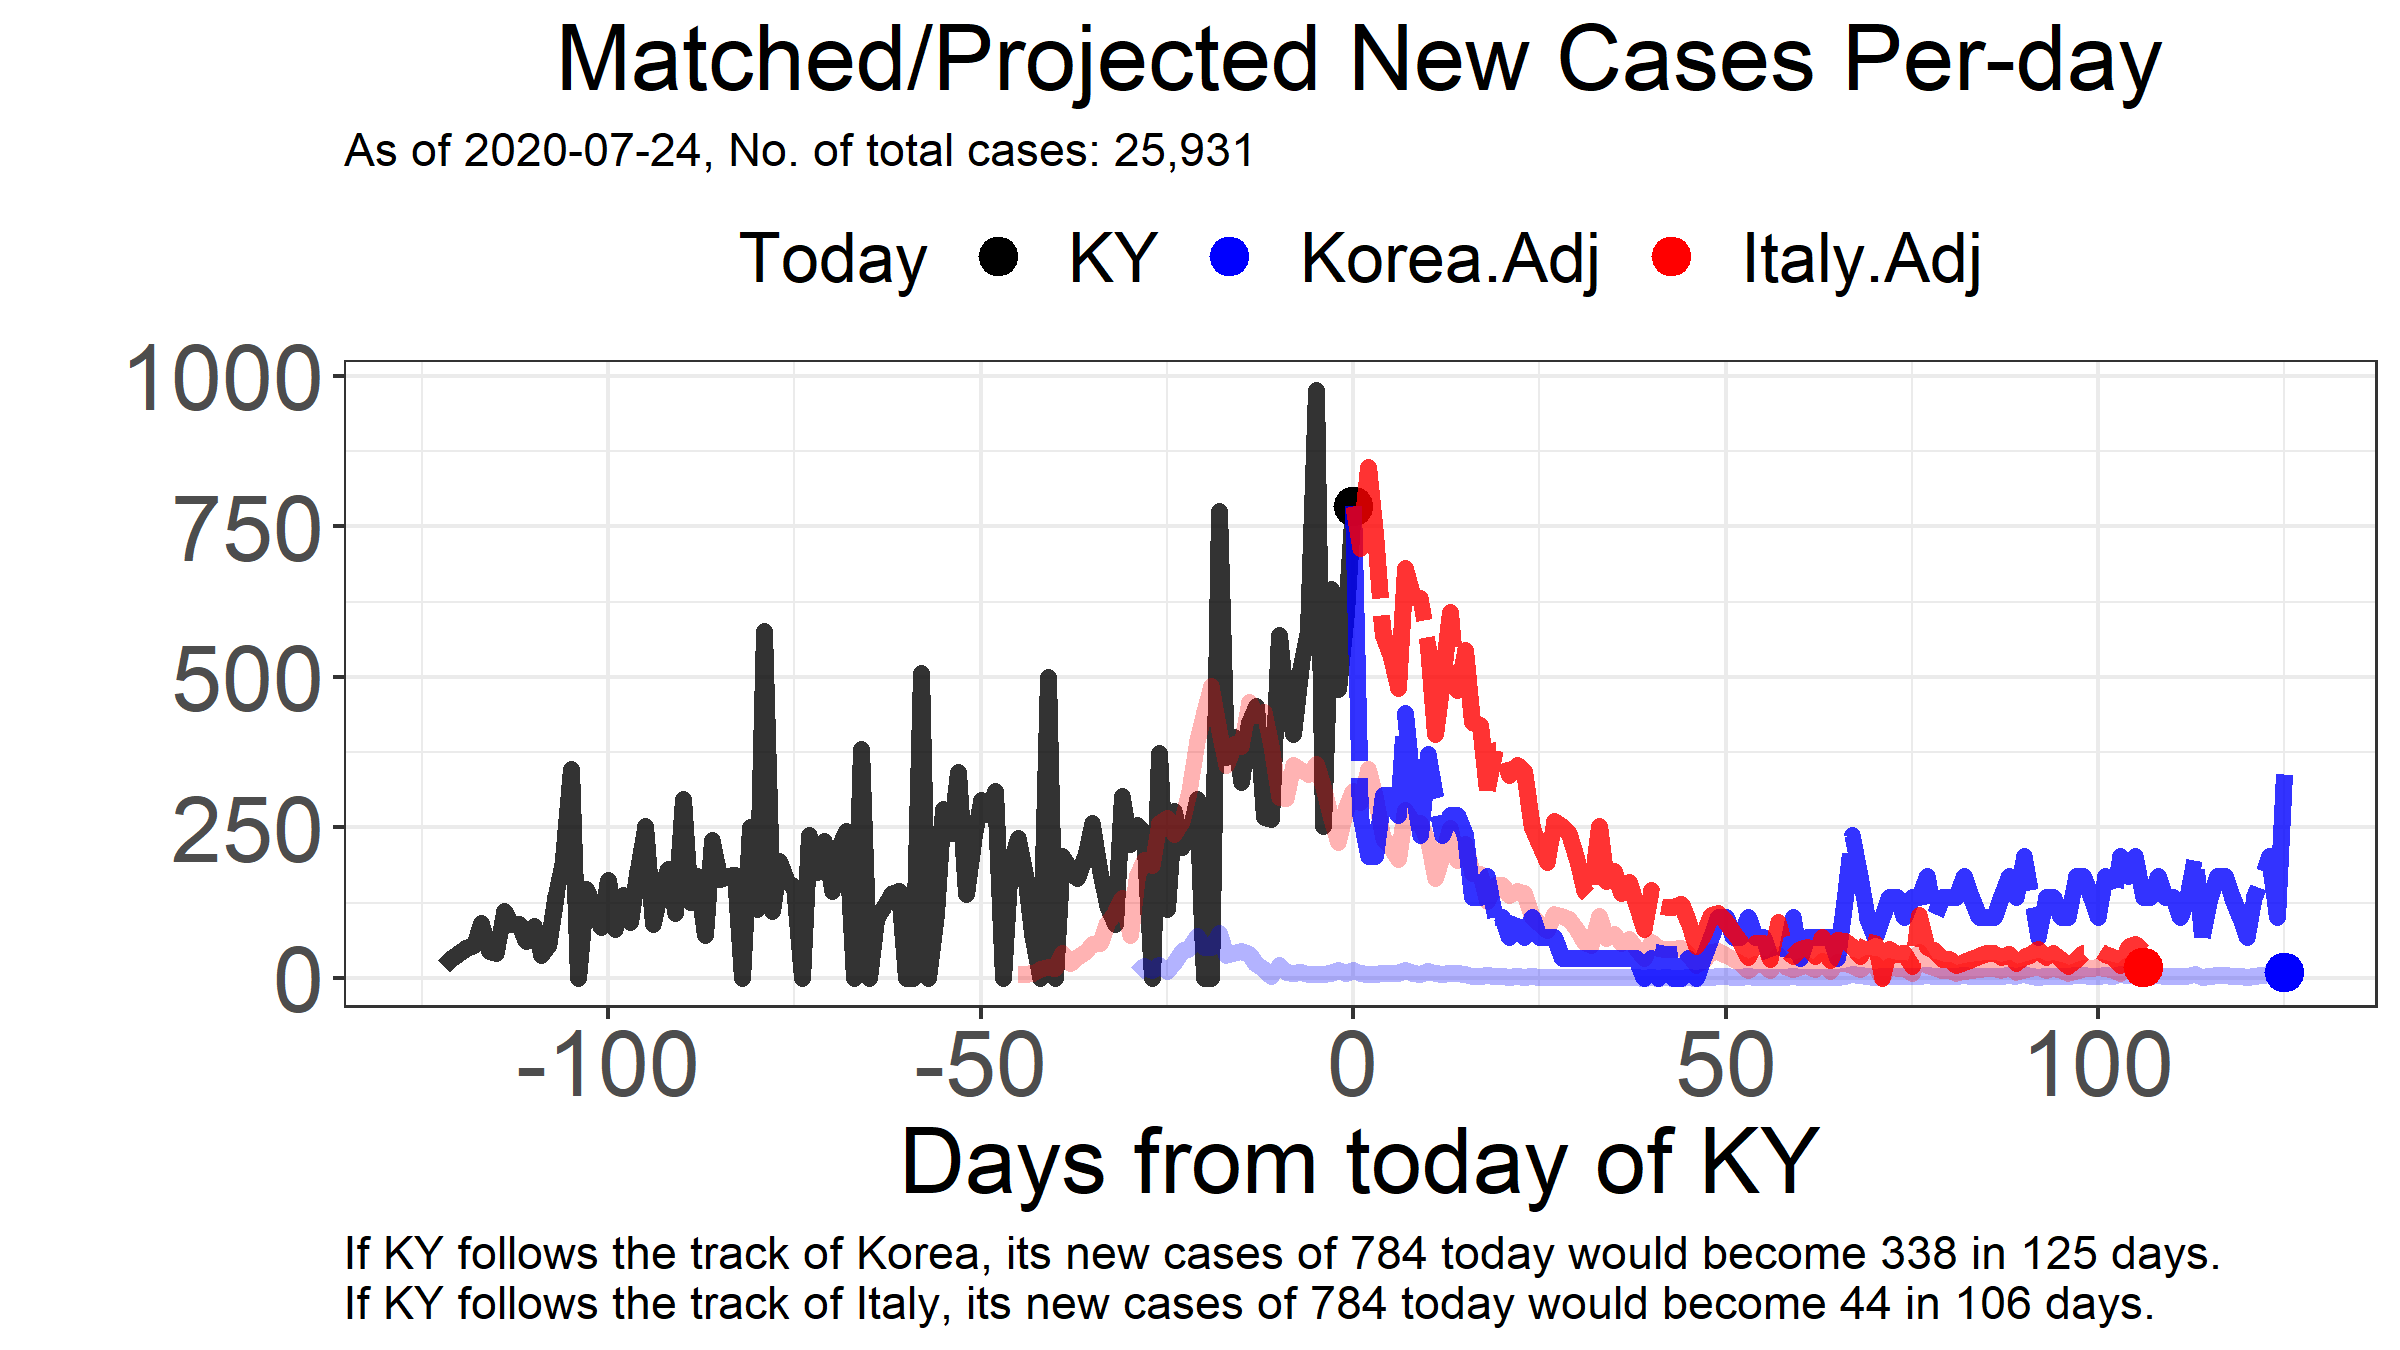 Matched/Projected New Cases Per-day
As of 2020-07-24, No. of total cases: 25,931
Today KY Korea.Adj Italy.Adj
1000
750
500
250
0
-100 -50 0 50 100
Days from today of KY
If KY follows the track of Korea, its new cases of 784 today would become 338 in 125 days.
If KY follows the track of Italy, its new cases of 784 today would become 44 in 106 days.